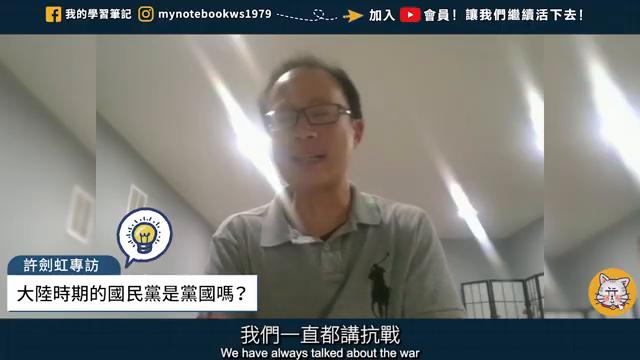 我的學習筆記 mynotebookws1979 加入 會員! 讓我們繼續活下去!
許劍虹專訪
大陸時期的國民黨是黨國嗎?
我們一直都講抗戰
We have always talked about the war